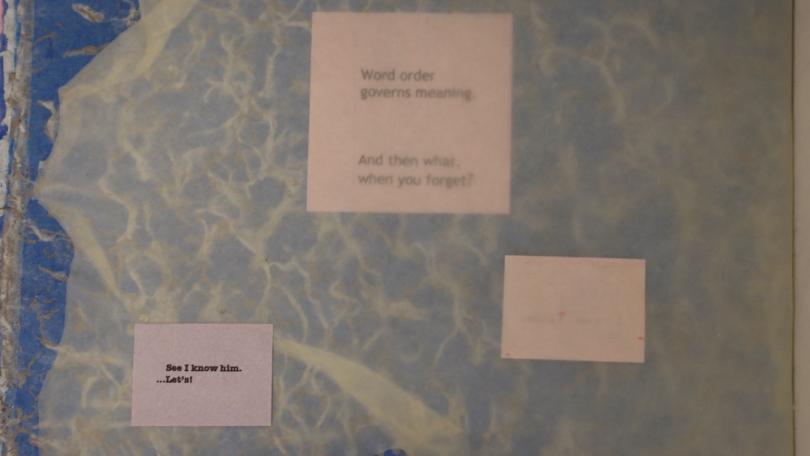 Word order
governs meaning.
And then what,
when you forget?
See I know him.
...Let's!